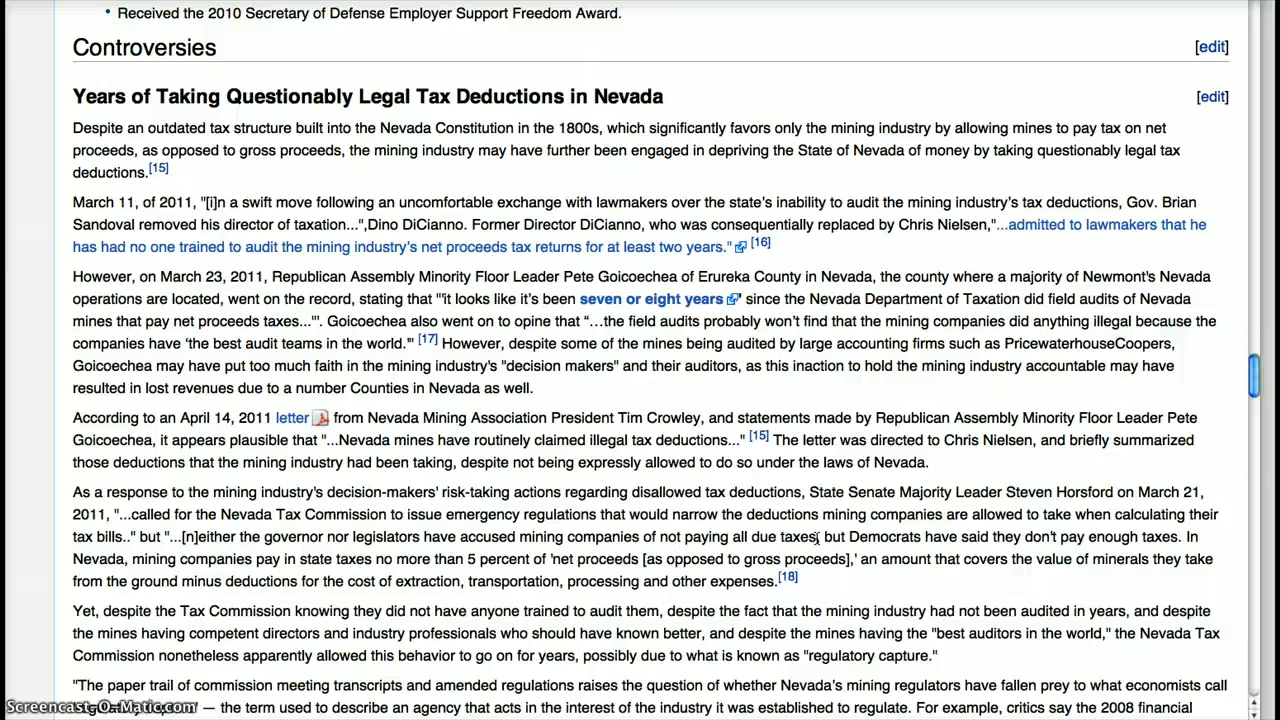 • Received the 2010 Secretary of Defense Employer Support Freedom Award.
Controversies [edit]
Years of Taking Questionably Legal Tax Deductions in Nevada [edit]
Despite an outdated tax structure built into the Nevada Constitution in the 1800s, which significantly favors only the mining industry by allowing mines to pay tax on net
proceeds, as opposed to gross proceeds, the mining industry may have further been engaged in depriving the State of Nevada of money by taking questionably legal tax
deductions.[15]
March 11, of 2011, "[i]n a swift move following an uncomfortable exchange with lawmakers over the state's inability to audit the mining industry's tax deductions, Gov. Brian
Sandoval removed his director of taxation...",Dino DiCianno. Former Director DiCianno, who was consequentially replaced by Chris Nielsen,"...admitted to lawmakers that he
has had no one trained to audit the mining industry's net proceeds tax returns for at least two years." [16]
However, on March 23, 2011, Republican Assembly Minority Floor Leader Pete Goicoechea of Erureka County in Nevada, the county where a majority of Newmont's Nevada
operations are located, went on the record, stating that "'it looks like it's been seven or eight years' since the Nevada Department of Taxation did field audits of Nevada
mines that pay net proceeds taxes...'". Goicoechea also went on to opine that “…the field audits probably won't find that the mining companies did anything illegal because the
companies have ‘the best audit teams in the world.'" [17] However, despite some of the mines being audited by large accounting firms such as PricewaterhouseCoopers,
Goicoechea may have put too much faith in the mining industry's "decision makers" and their auditors, as this inaction to hold the mining industry accountable may have
resulted in lost revenues due to a number Counties in Nevada as well.
According to an April 14, 2011 letter from Nevada Mining Association President Tim Crowley, and statements made by Republican Assembly Minority Floor Leader Pete
Goicoechea, it appears plausible that "...Nevada mines have routinely claimed illegal tax deductions..." [15] The letter was directed to Chris Nielsen, and briefly summarized
those deductions that the mining industry had been taking, despite not being expressly allowed to do so under the laws of Nevada.
As a response to the mining industry's decision-makers' risk-taking actions regarding disallowed tax deductions, State Senate Majority Leader Steven Horsford on March 21,
2011, "...called for the Nevada Tax Commission to issue emergency regulations that would narrow the deductions mining companies are allowed to take when calculating their
tax bills.." but "...[n]either the governor nor legislators have accused mining companies of not paying all due taxes, but Democrats have said they don't pay enough taxes. In
Nevada, mining companies pay in state taxes no more than 5 percent of 'net proceeds [as opposed to gross proceeds],' an amount that covers the value of minerals they take
from the ground minus deductions for the cost of extraction, transportation, processing and other expenses.[18]
Yet, despite the Tax Commission knowing they did not have anyone trained to audit them, despite the fact that the mining industry had not been audited in years, and despite
the mines having competent directors and industry professionals who should have known better, and despite the mines having the "best auditors in the world," the Nevada Tax
Commission nonetheless apparently allowed this behavior to go on for years, possibly due to what is known as "regulatory capture."
"The paper trail of commission meeting transcripts and amended regulations raises the question of whether Nevada's mining regulators have fallen prey to what economists call
— the term used to describe an agency that acts in the interest of the industry it was established to regulate. For example, critics say the 2008 financial
Screencast-O-Matic.com